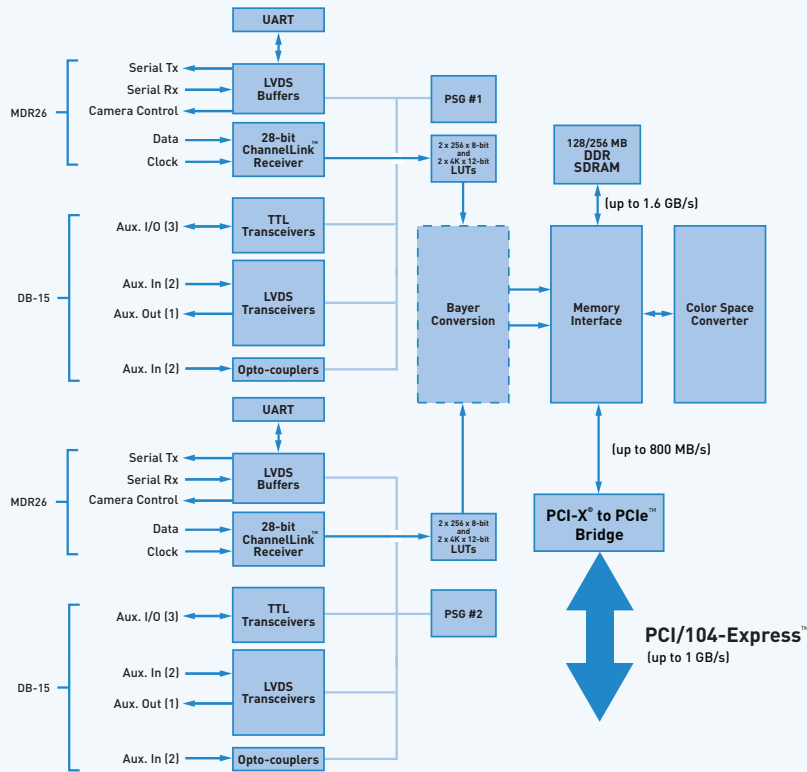 UART
Serial Tx
Serial Rx
Camera Control
LVDS
Buffers
PSG #1
MDR26
Data
Clock
28-bit
ChannelLink™
Receiver
2 x 256 x 8-bit
and
2 x 4K x 12-bit
LUTs
128/256 MB
DDR
SDRAM
(up to 1.6 GB/s)
Aux. I/O (3)
TTL
Transceivers
DB-15
Aux. In (2)
Aux. Out (1)
LVDS
Transceivers
Bayer
Conversion
Memory
Interface
Color Space
Converter
Aux. In (2)
Opto-couplers
UART
Serial Tx
Serial Rx
Camera Control
LVDS
Buffers
(up to 800 MB/s)
MDR26
Data
Clock
28-bit
ChannelLink™
Receiver
2 x 256 x 8-bit
and
2 x 4K x 12-bit
LUTs
PCI-X® to PCIe™
Bridge
Aux. I/O (3)
TTL
Transceivers
PSG #2
PCI/104-Express™
(up to 1 GB/s)
DB-15
Aux. In (2)
Aux. Out (1)
LVDS
Transceivers
Aux. In (2)
Opto-couplers